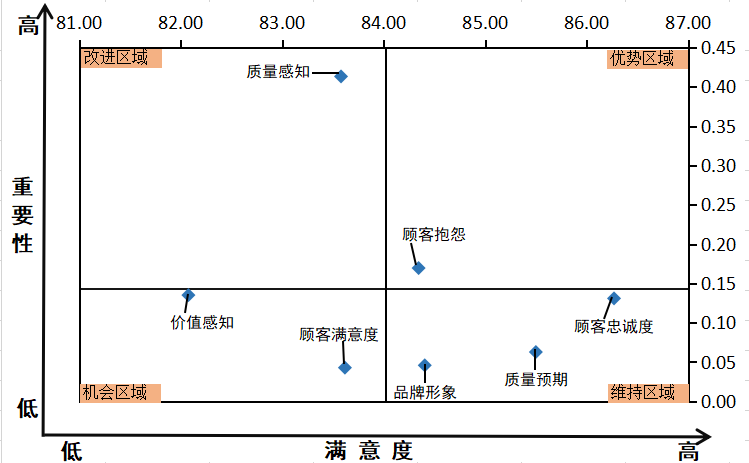 高
81.00 82.00 83.00 84.00 85.00 86.00 87.00
改进区域
优势区域
0.45
质量感知
0.40
0.35
0.30
重要性
0.25
顾客抱怨
0.20
0.15
价值感知
顾客满意度
顾客忠诚度
0.10
质量预期
0.05
品牌形象
机会区域
维持区域
低
0.00
低
满意度
高